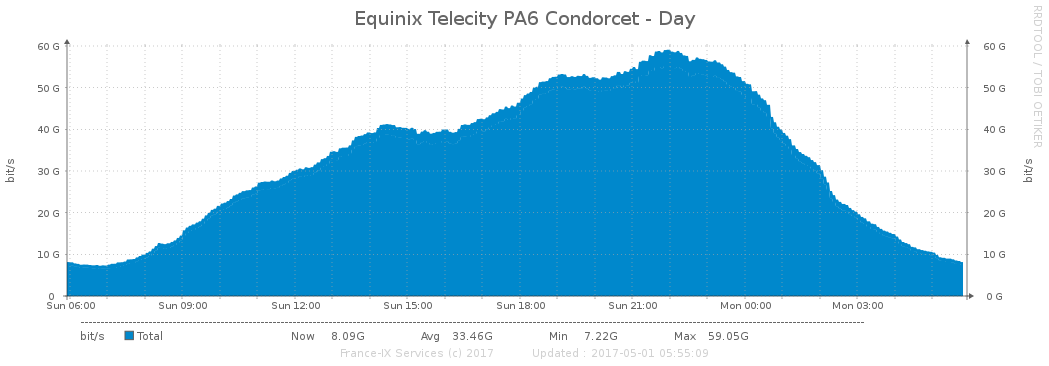 Equinix Telecity PA6 Condorcet - Day
RRDTOOL / TOBI OETIKER
60 G 60 G
50 G 50 G
40 G 40 G
30 G 30 G
20 G 20 G
10 G 10 G
0 0 G
bit/s bit/s
Sun 06:00 Sun 09:00 Sun 12:00 Sun 15:00 Sun 18:00 Sun 21:00 Mon 00:00 Mon 03:00
bit/s Total Now 8.09G Avg 33.46G Min 7.22G Max 59.05G
France-IX Services (c) 2017 Updated : 2017-05-01 05:55:09